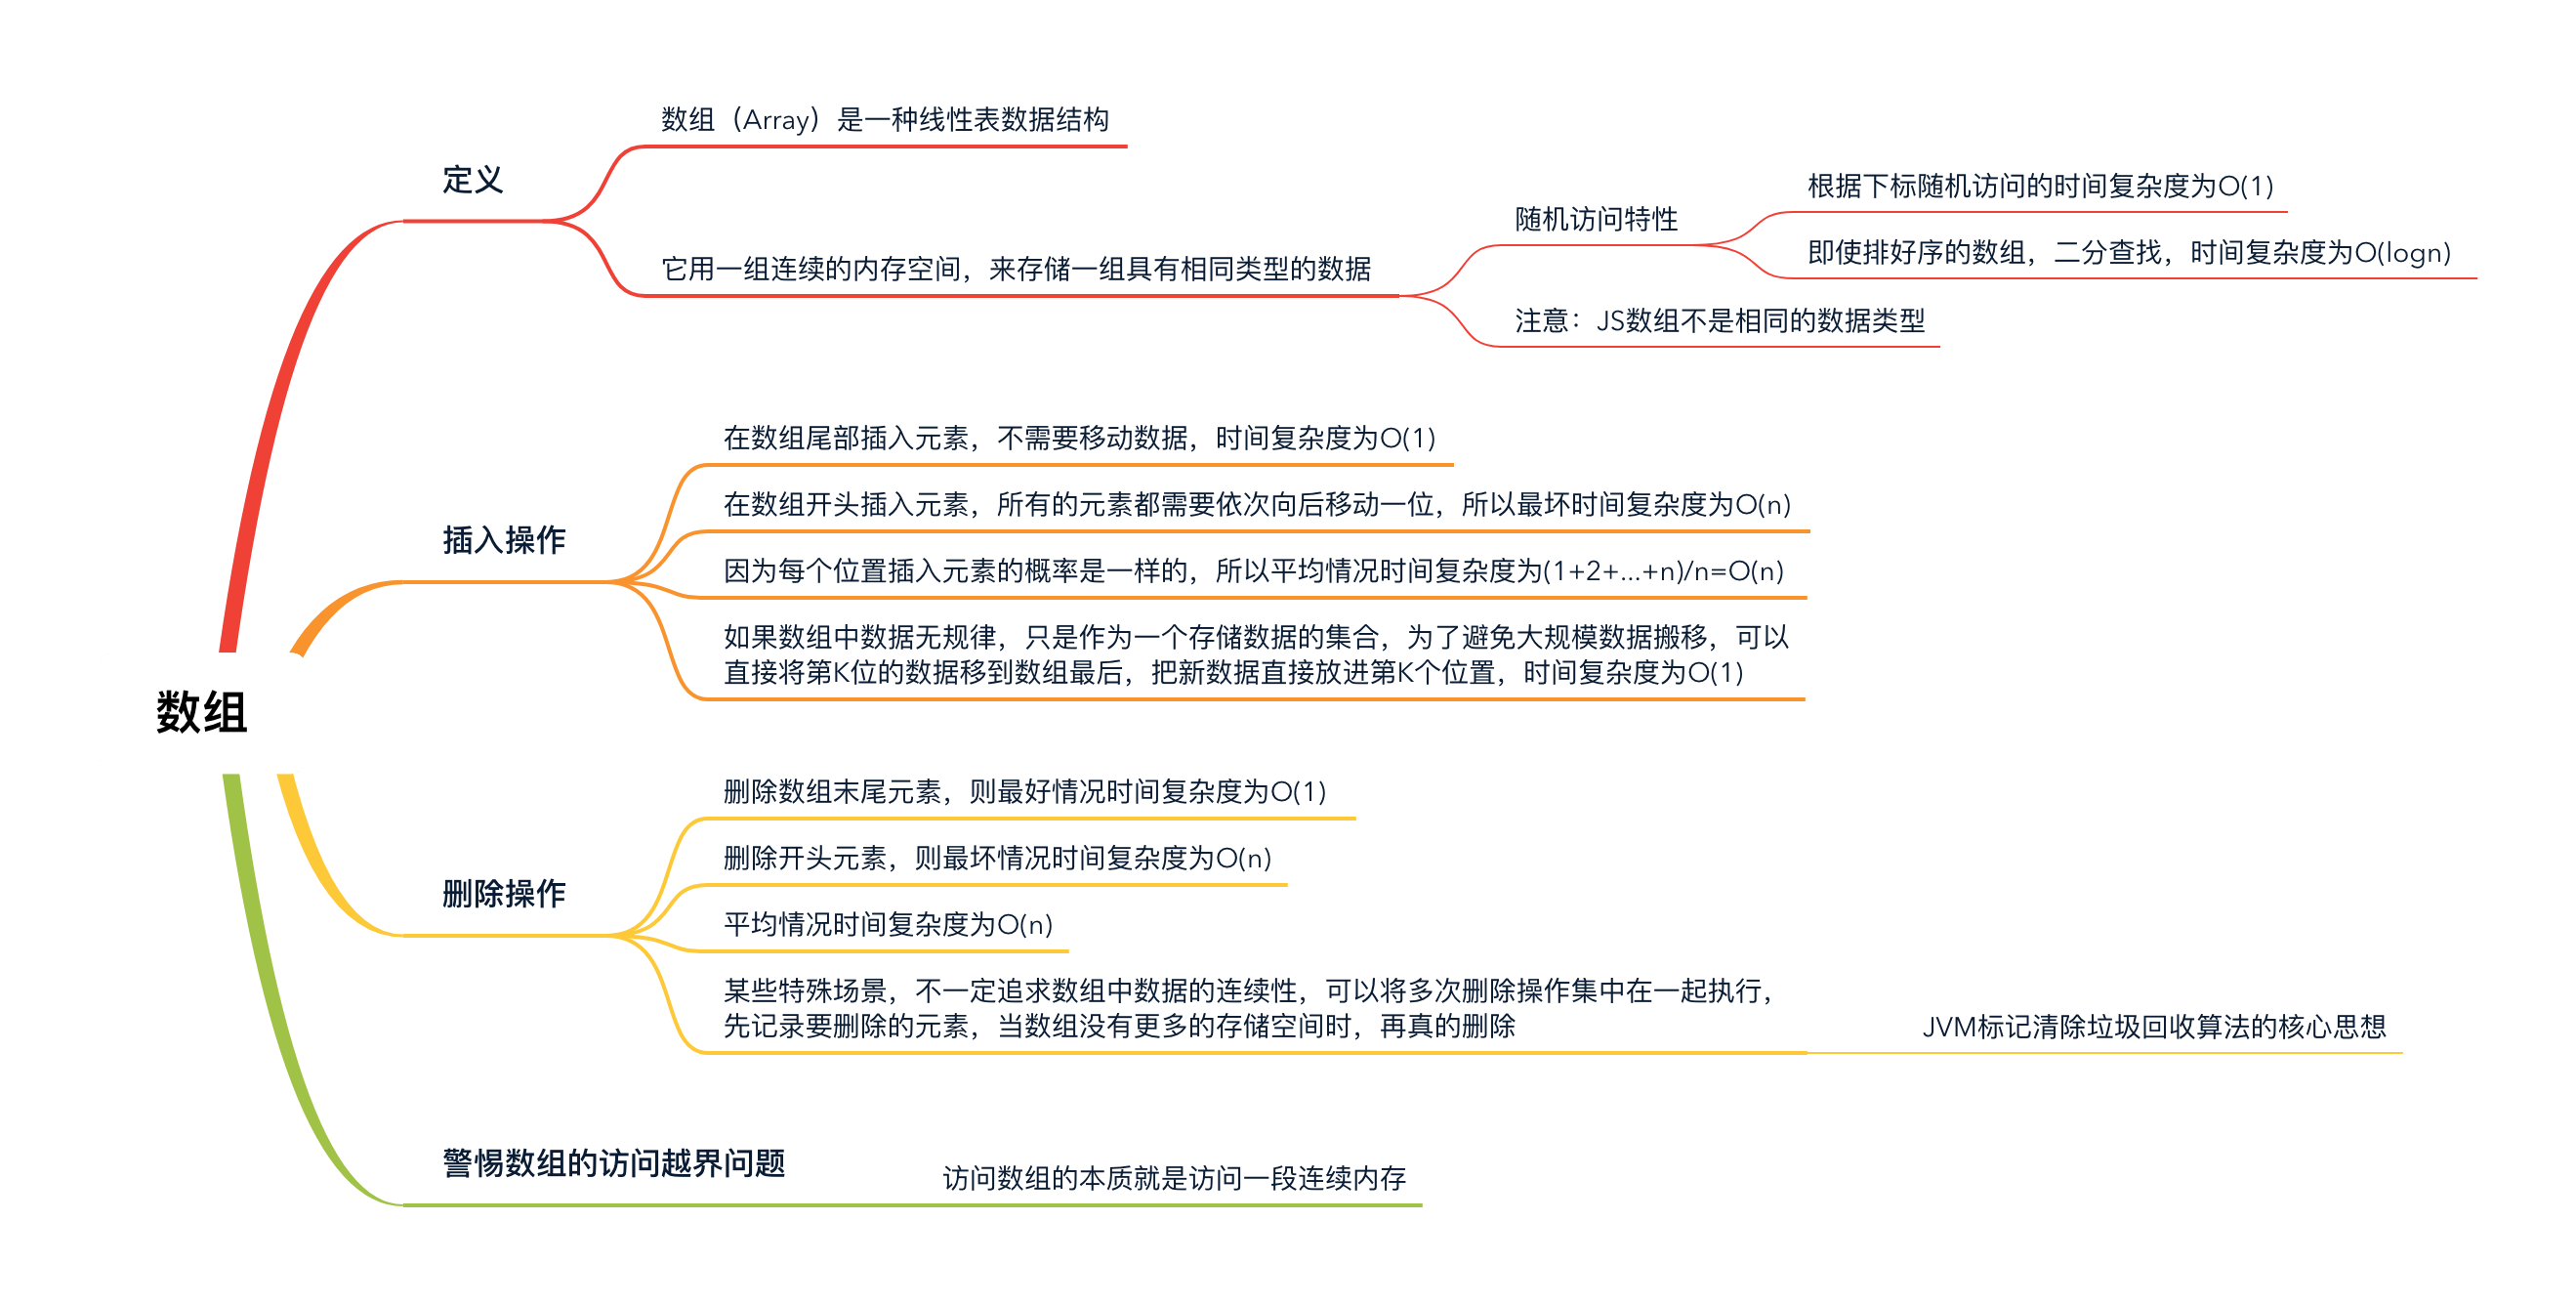 数组
定义
数组（Array）是一种线性表数据结构
它用一组连续的内存空间，来存储一组具有相同类型的数据
随机访问特性
根据下标随机访问的时间复杂度为O(1)
即使排好序的数组，二分查找，时间复杂度为O(logn)
注意：JS数组不是相同的数据类型
插入操作
在数组尾部插入元素，不需要移动数据，时间复杂度为O(1)
在数组开头插入元素，所有的元素都需要依次向后移动一位，所以最坏时间复杂度为O(n)
因为每个位置插入元素的概率是一样的，所以平均情况时间复杂度为(1+2+...+n)/n=O(n)
如果数组中数据无规律，只是作为一个存储数据的集合，为了避免大规模数据搬移，可以
直接将第K位的数据移到数组最后，把新数据直接放进第K个位置，时间复杂度为O(1)
删除操作
删除数组末尾元素，则最好情况时间复杂度为O(1)
删除开头元素，则最坏情况时间复杂度为O(n)
平均情况时间复杂度为O(n)
某些特殊场景，不一定追求数组中数据的连续性，可以将多次删除操作集中在一起执行，
先记录要删除的元素，当数组没有更多的存储空间时，再真的删除
JVM标记清除垃圾回收算法的核心思想
警惕数组的访问越界问题
访问数组的本质就是访问一段连续内存